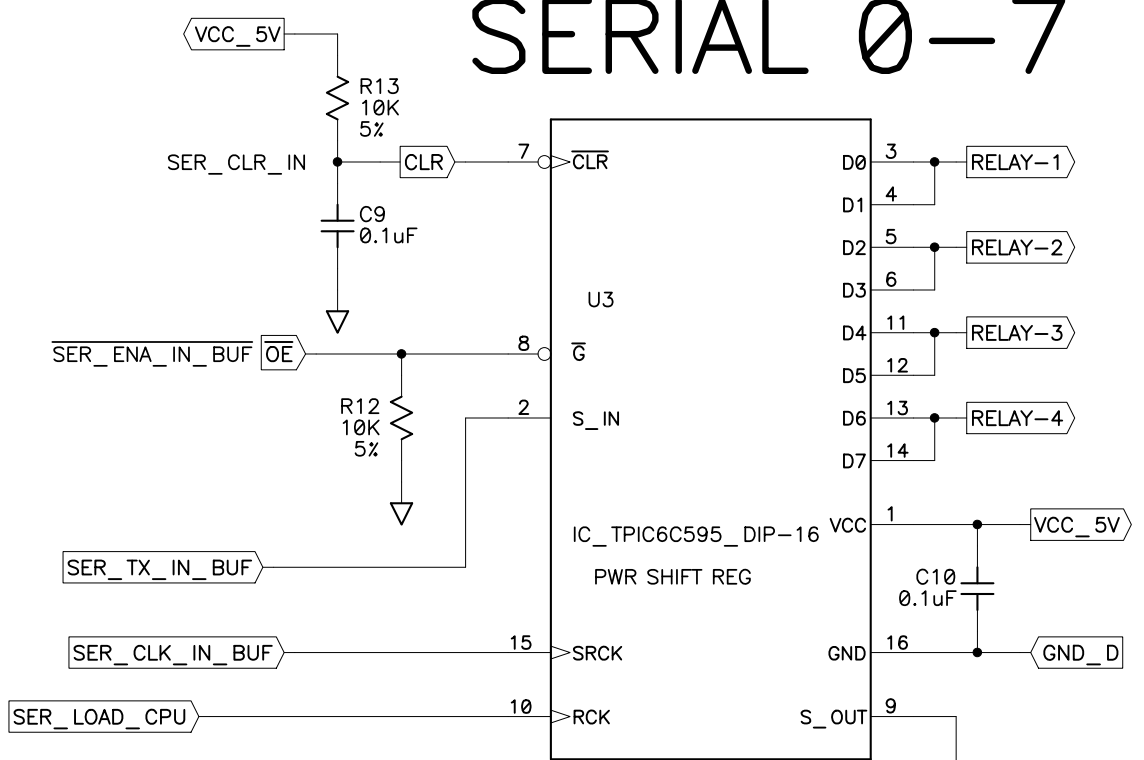 SERIAL 0-7
VCC_5V
R13
10K
5%
SER_CLR_IN
CLR
7
CLR
C9
0.1uF
U3
SER_ENA_IN_BUF
OE
8
G
R12
10K
5%
2
S_IN
IC_TPIC6C595_DIP-16
PWR SHIFT REG
SER_TX_IN_BUF
SER_CLK_IN_BUF
15
SRCK
SER_LOAD_CPU
10
RCK
D0
3
RELAY-1
D1
4
D2
5
RELAY-2
D3
6
D4
11
RELAY-3
D5
12
D6
13
RELAY-4
D7
14
VCC
1
VCC_5V
C10
0.1uF
GND
16
GND_D
S_OUT
9